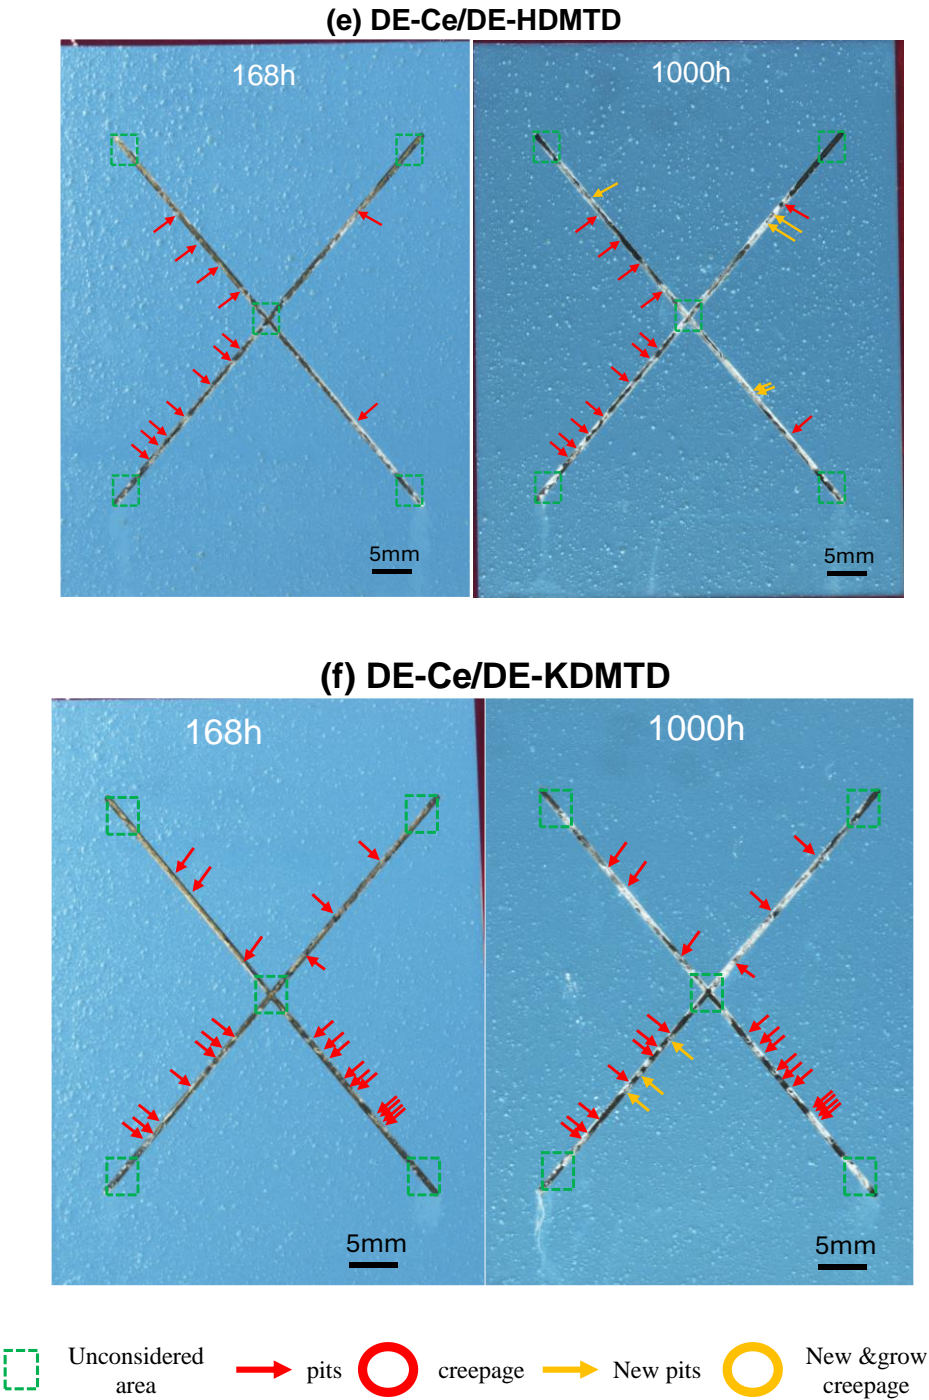 (e) DE-Ce/DE-HDMTD
168h
1000h
5mm
5mm
(f) DE-Ce/DE-KDMTD
168h
1000h
5mm
5mm
Unconsidered
area
pits
creepage
New pits
New &grow
creepage